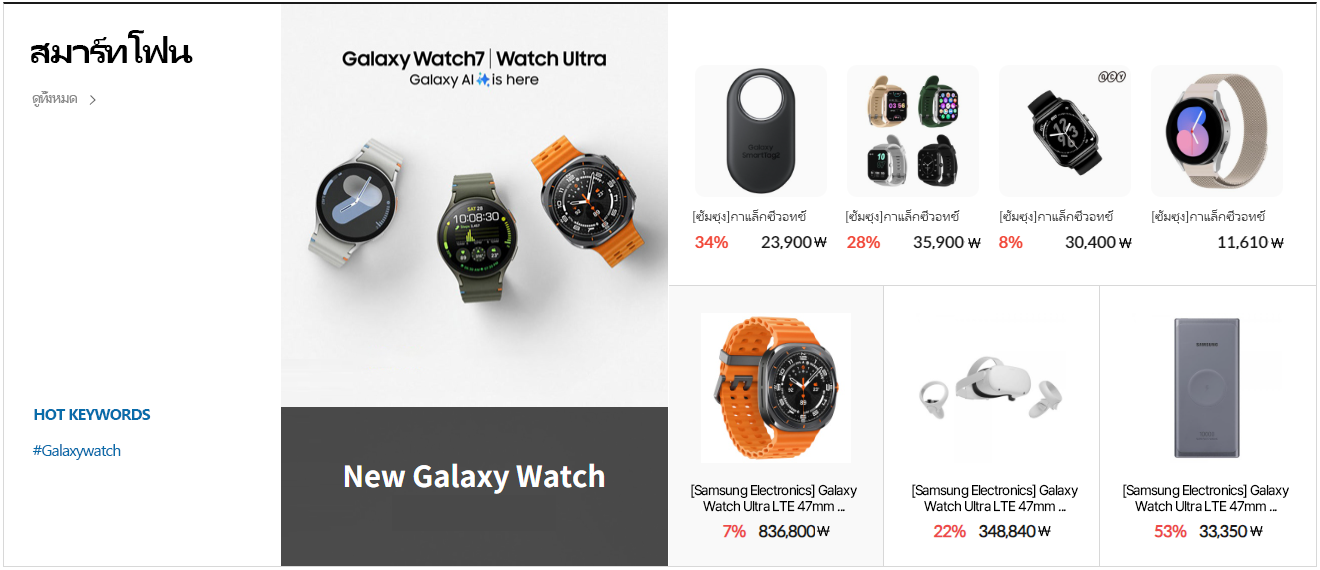 สมาร์ทโฟน
ดูทั้งหมด >
HOT KEYWORDS
#Galaxywatch
Galaxy Watch7 | Watch Ultra
Galaxy AI is here
New Galaxy Watch
Galaxy
SmartTag2
QCY
[ซัมซุง]กาแล็กซีวอทช์
34% 23,900 ₩
[ซัมซุง]กาแล็กซีวอทช์
28% 35,900 ₩
[ซัมซุง]กาแล็กซีวอทช์
8% 30,400 ₩
[ซัมซุง]กาแล็กซีวอทช์
11,610 ₩
[Samsung Electronics] Galaxy
Watch Ultra LTE 47mm ...
7% 836,800 ₩
[Samsung Electronics] Galaxy
Watch Ultra LTE 47mm ...
22% 348,840 ₩
SAMSUNG
[Samsung Electronics] Galaxy
Watch Ultra LTE 47mm ...
53% 33,350 ₩